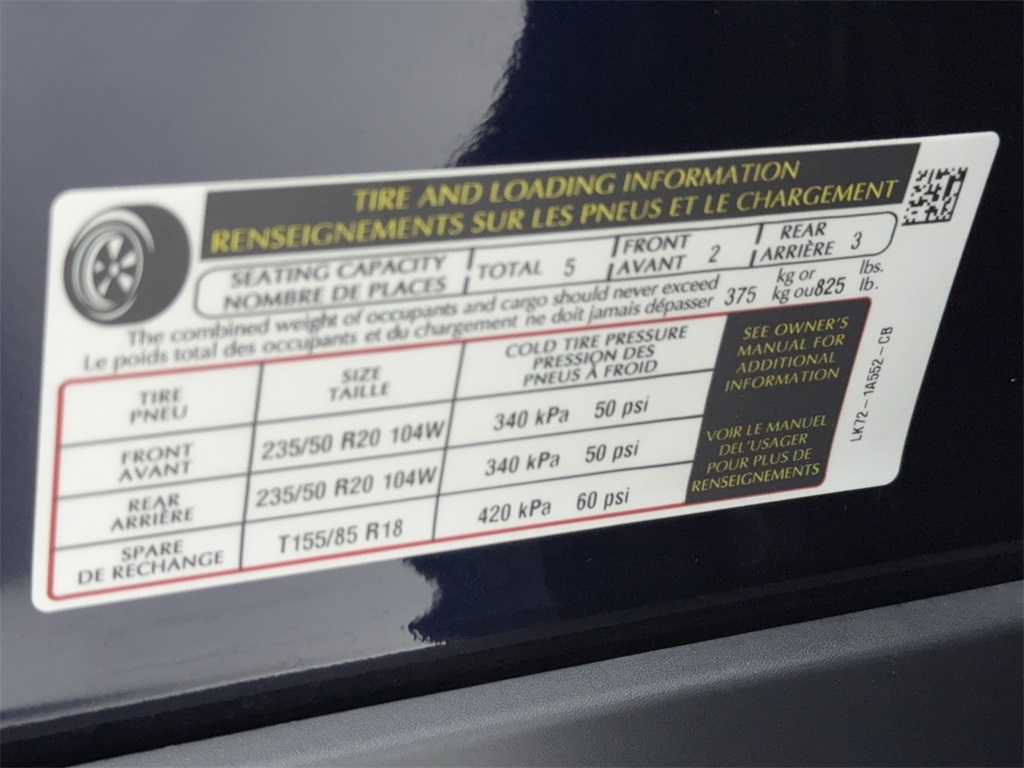 TIRE AND LOADING INFORMATION
RENSEIGNEMENTS SUR LES PNEUS ET LE CHARGEMENT
SEATING CAPACITY
NOMBRE DE PLACES
TOTAL 5
FRONT
AVANT 2
REAR
ARRIÈRE 3
The combined weight of occupants and cargo should never exceed 375 kg or 825 lbs.
Le poids total des occupants et du chargement ne doit jamais dépasser kg ou lb.
TIRE
PNEU
SIZE
TAILLE
COLD TIRE PRESSURE
PRESSION DES
PNEUS À FROID
FRONT
AVANT
235/50 R20 104W
340 kPa 50 psi
REAR
ARRIÈRE
235/50 R20 104W
340 kPa 50 psi
SPARE
DE RECHANGE
T155/85 R18
420 kPa 60 psi
SEE OWNER'S
MANUAL FOR
ADDITIONAL
INFORMATION
VOIR LE MANUEL
DEL'USAGER
POUR PLUS DE
RENSEIGNEMENTS
LK72-1A552-CB